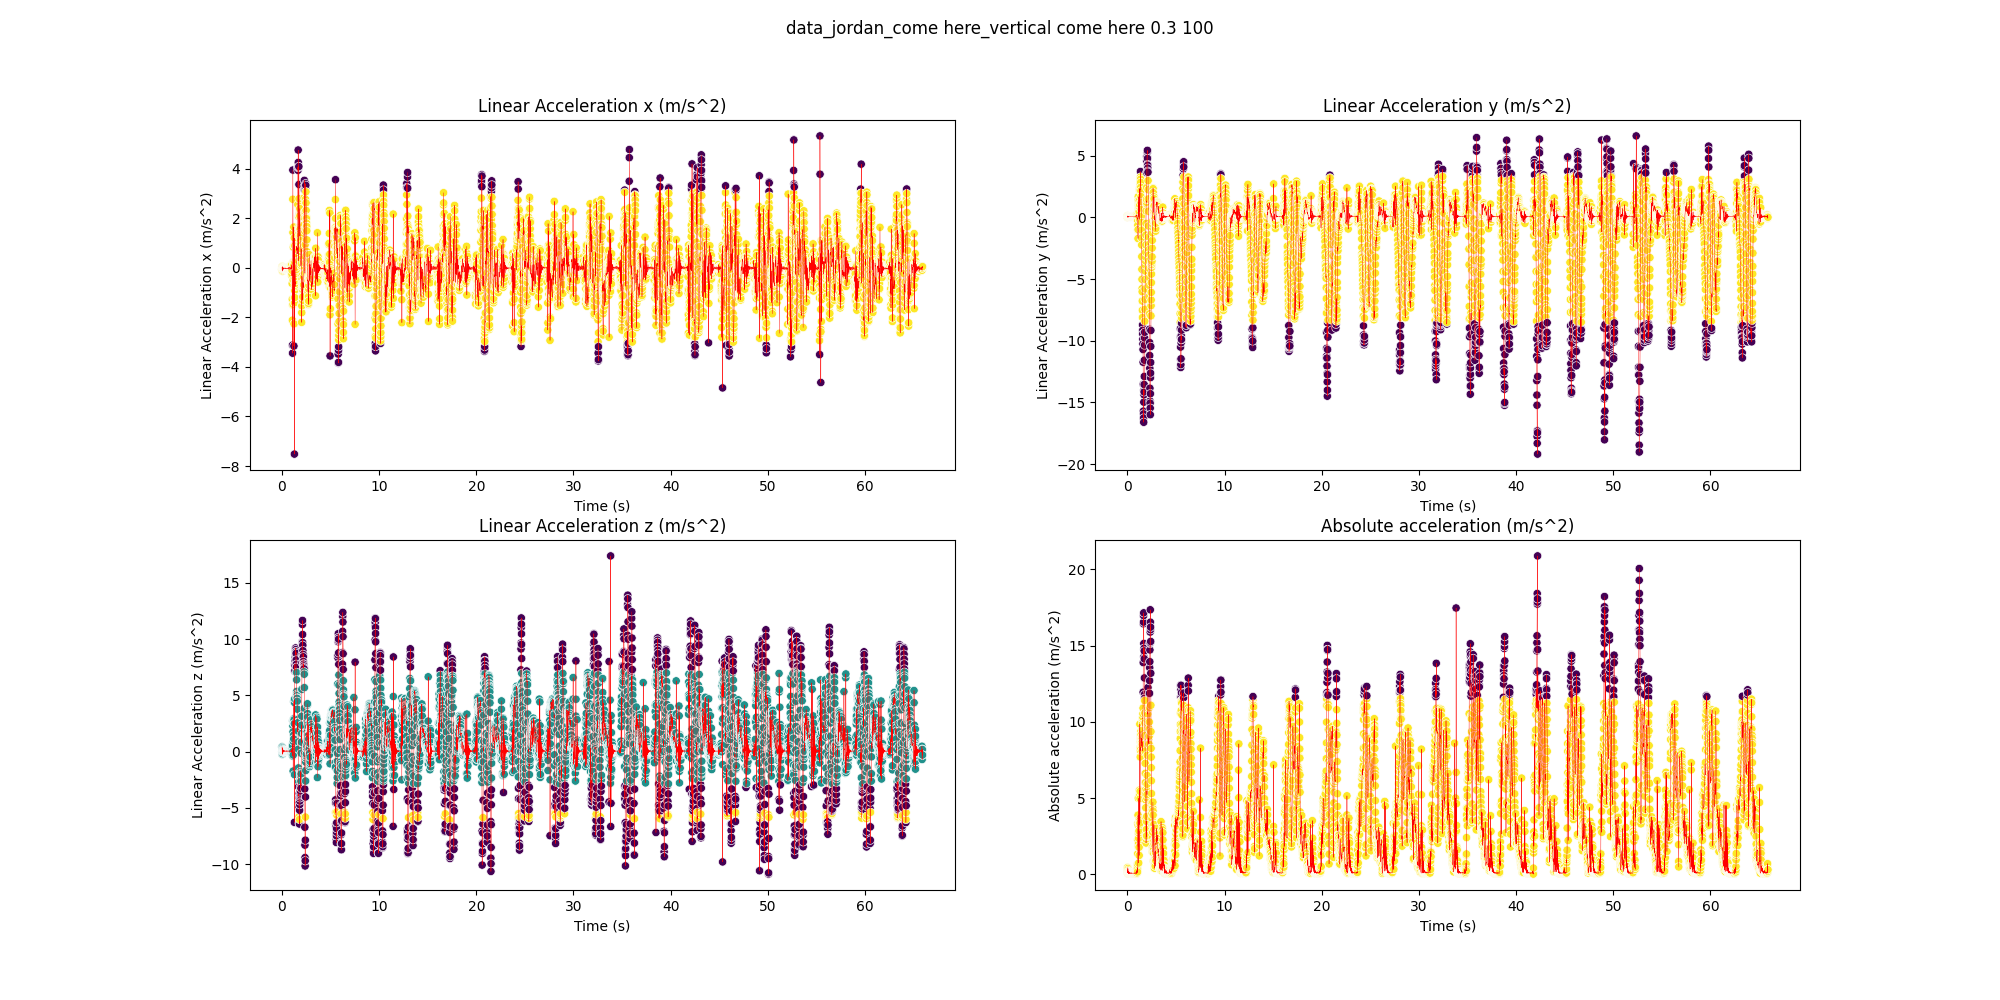 data_jordan_come here_vertical come here 0.3 100
Linear Acceleration x (m/s^2)
Linear Acceleration x (m/s^2)
4
2
0
−2
−4
−6
−8
0 10 20 30 40 50 60
Time (s)
Linear Acceleration y (m/s^2)
Linear Acceleration y (m/s^2)
5
0
−5
−10
−15
−20
0 10 20 30 40 50 60
Time (s)
Linear Acceleration z (m/s^2)
Linear Acceleration z (m/s^2)
15
10
5
0
−5
−10
0 10 20 30 40 50 60
Time (s)
Absolute acceleration (m/s^2)
Absolute acceleration (m/s^2)
20
15
10
5
0
0 10 20 30 40 50 60
Time (s)